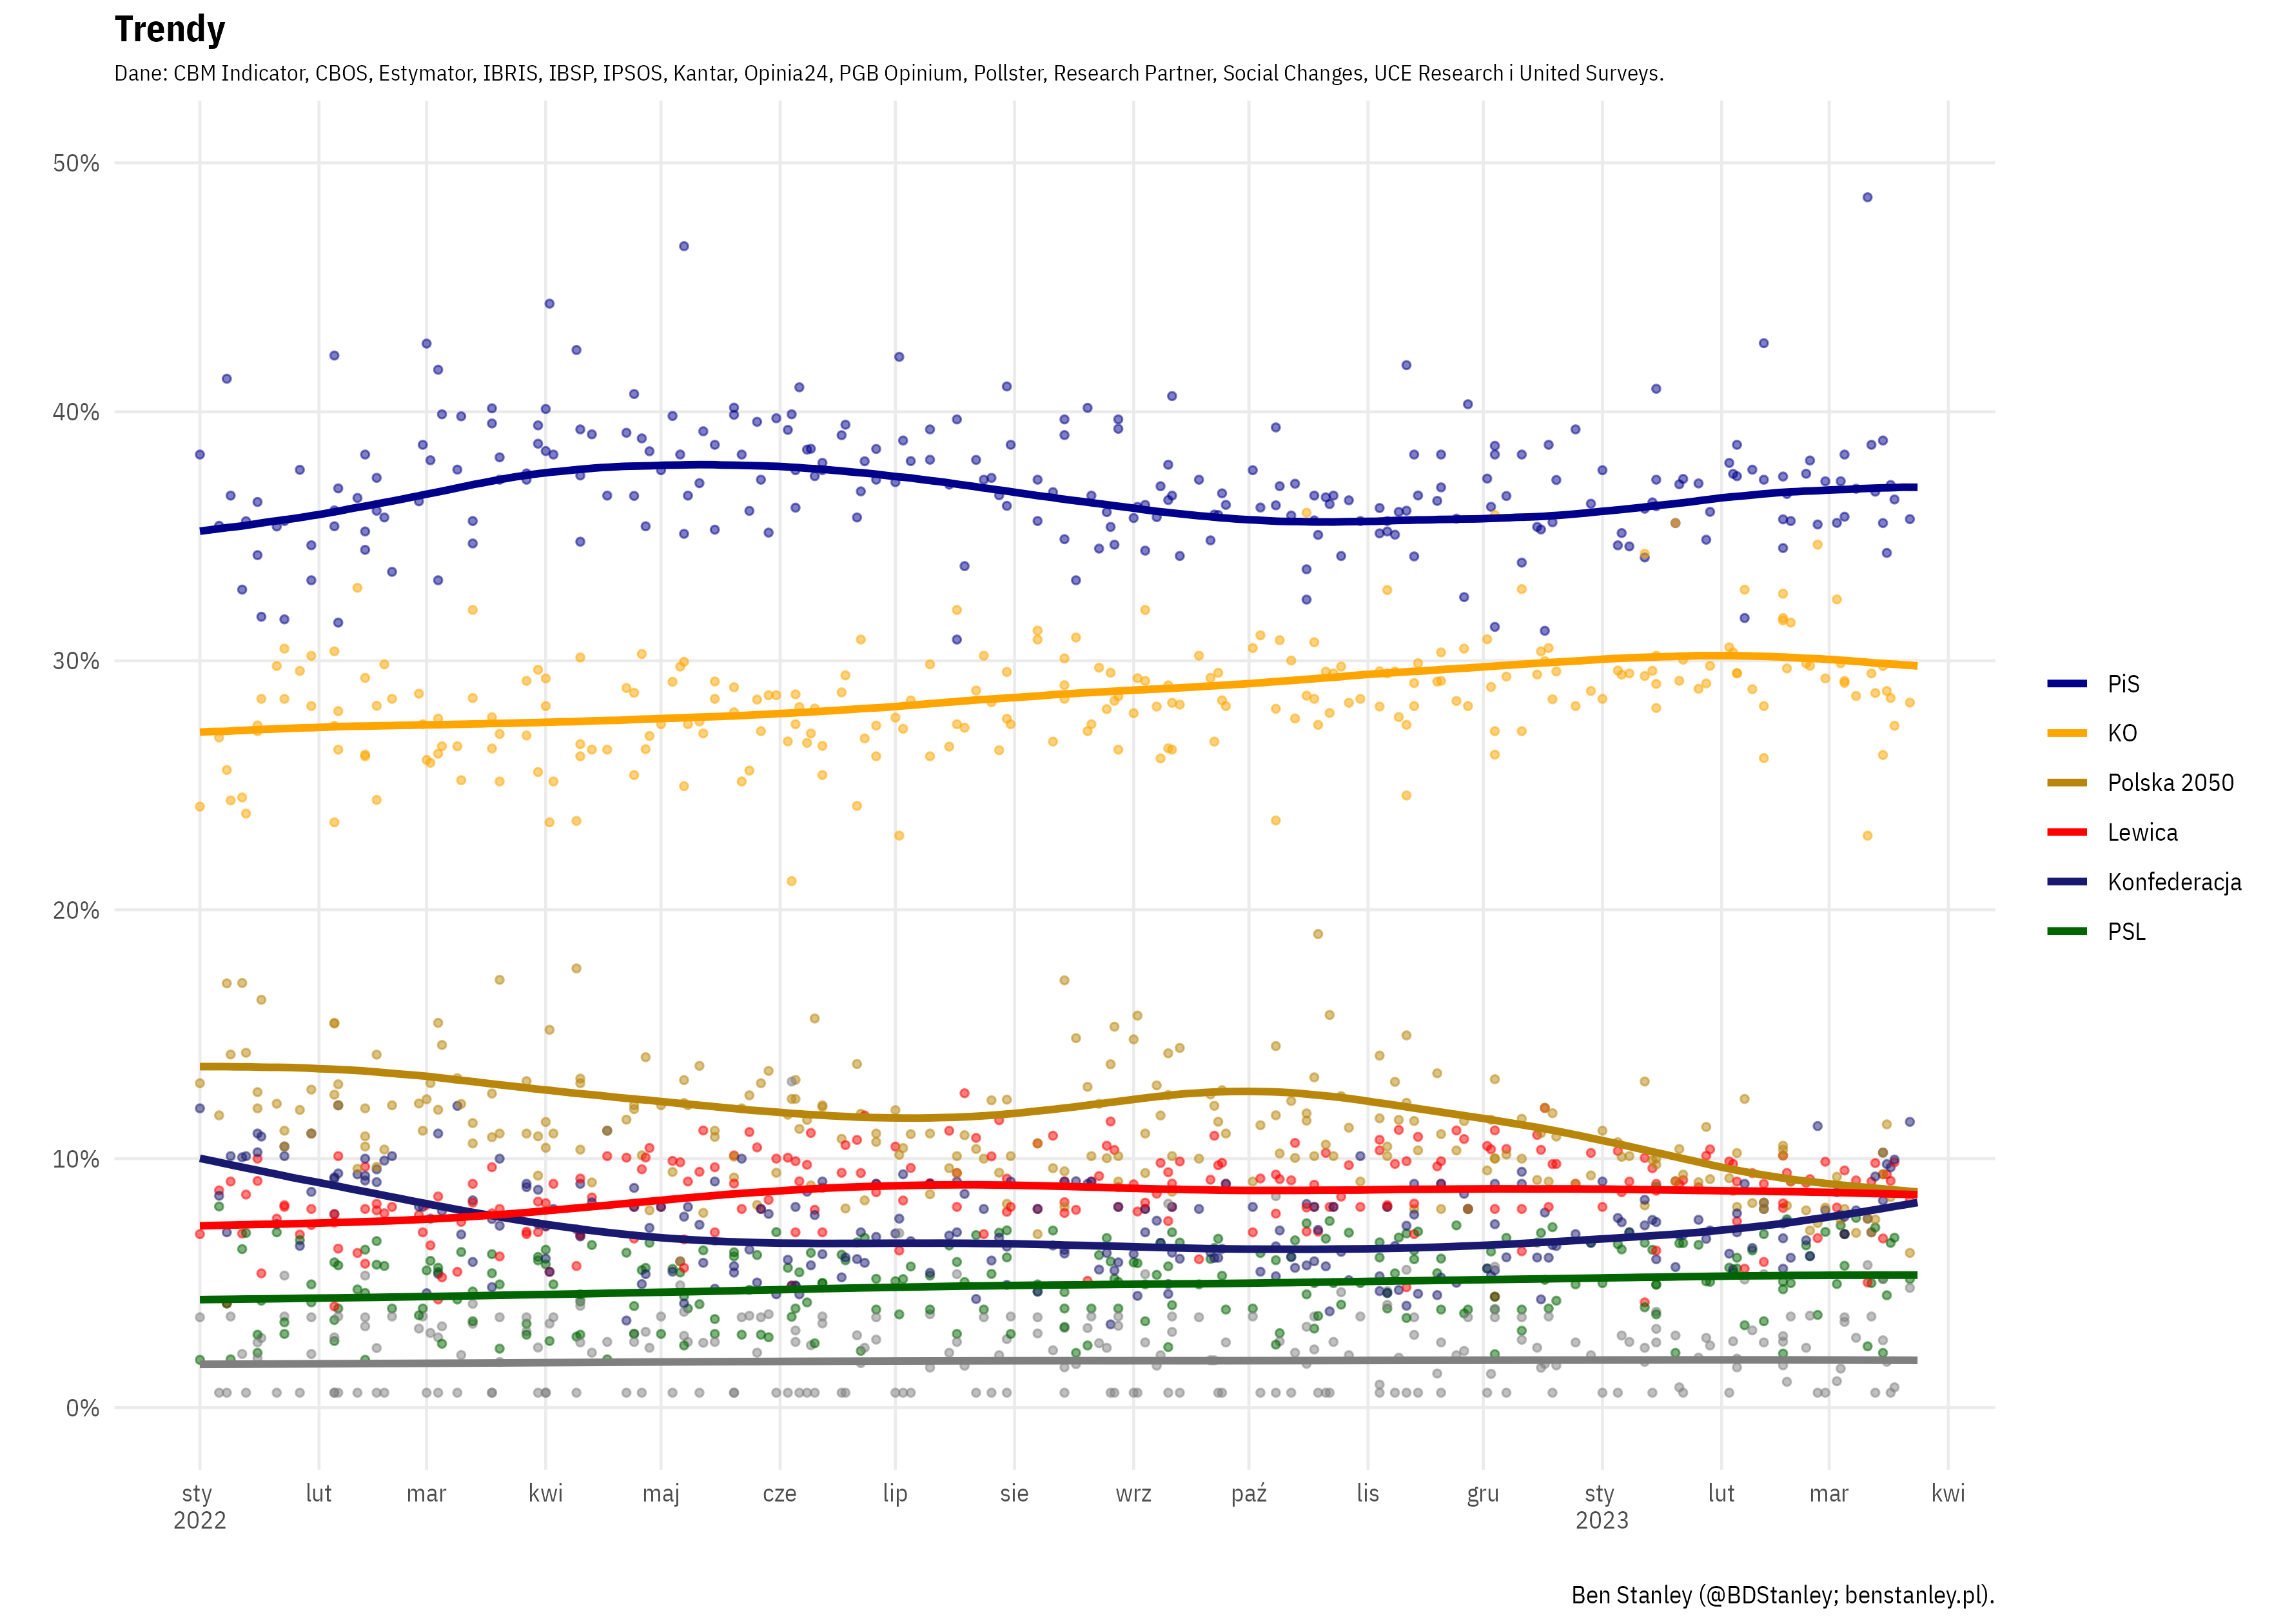 Trendy
Dane: CBM Indicator, CBOS, Estymator, IBRIS, IBSP, IPSOS, Kantar, Opinia24, PGB Opinium, Pollster, Research Partner, Social Changes, UCE Research i United Surveys.
50%
40%
30%
20%
10%
0%
PiS
KO
Polska 2050
Lewica
Konfederacja
PSL
sty lut mar kwi maj cze lip sie wrz paź lis gru sty lut mar kwi
2022 2023
Ben Stanley (@BDStanley; benstanley.pl).